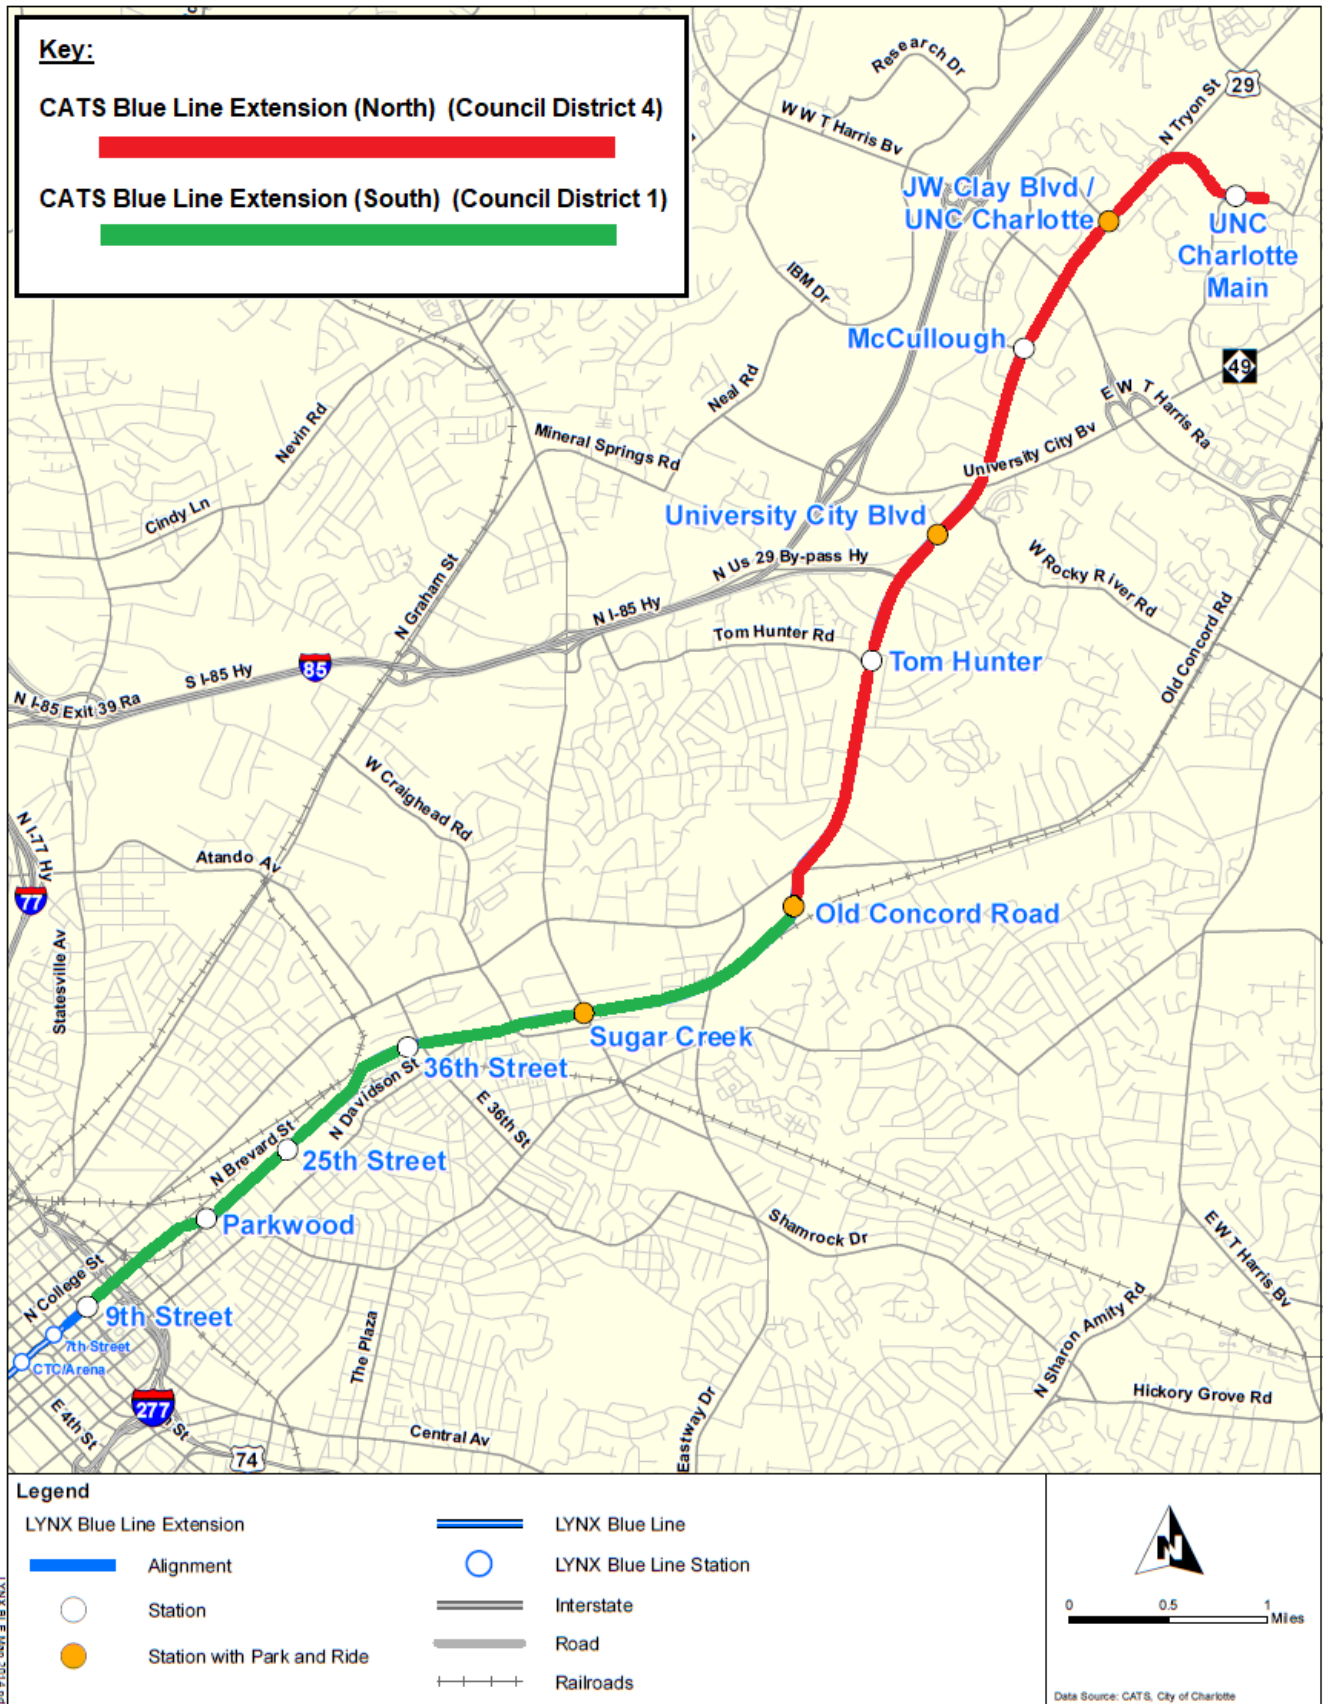 Key:
CATS Blue Line Extension (North) (Council District 4)
CATS Blue Line Extension (South) (Council District 1)
Research Dr
W W T Harris Bv
N Tryon St
29
JW Clay Blvd /
UNC Charlotte
UNC
Charlotte
Main
IBM Dr
McCullough
49
Neal Rd
E W T Harris Ra
Nevin Rd
Mineral Springs Rd
University City Bv
Cindy Ln
University City Blvd
N Us 29 By-pass Hy
W Rocky River Rd
N Graham St
N I-85 Hy
Tom Hunter Rd
Tom Hunter
Old Concord Rd
85
S I-85 Hy
N I-85 Exit 39 Ra
W Craighead Rd
N I-77 Hy
Atando Av
77
Old Concord Road
Statesville Av
Sugar Creek
36th Street
N Davidson St
E 36th St
N Brevard St
25th Street
Parkwood
Shamrock Dr
E W T Harris Bv
N College St
9th Street
7th Street
CTC/Arena
The Plaza
N Sharon Amity Rd
277
E 4th St
St
74
Central Av
Eastway Dr
Hickory Grove Rd
Legend
LYNX Blue Line Extension
Alignment
Station
Station with Park and Ride
LYNX Blue Line
LYNX Blue Line Station
Interstate
Road
Railroads
N
0 0.5 1
Miles
Data Source: CATS, City of Charlotte